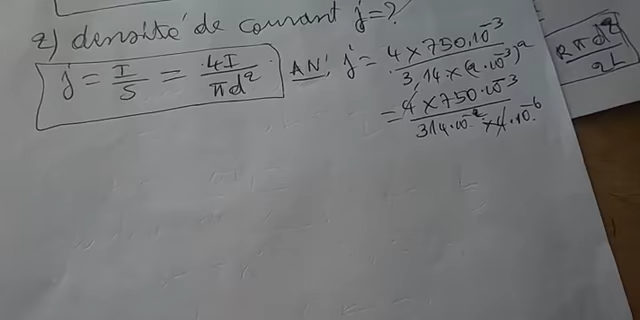 2) densité de courant j=?
j = I/S = 4I/πd² AN: j = 4×750.10⁻³/3,14×(2.10⁻³)²
= 4×750.10⁻³/314.10⁻²×4.10⁻⁶
Rπd²/2L